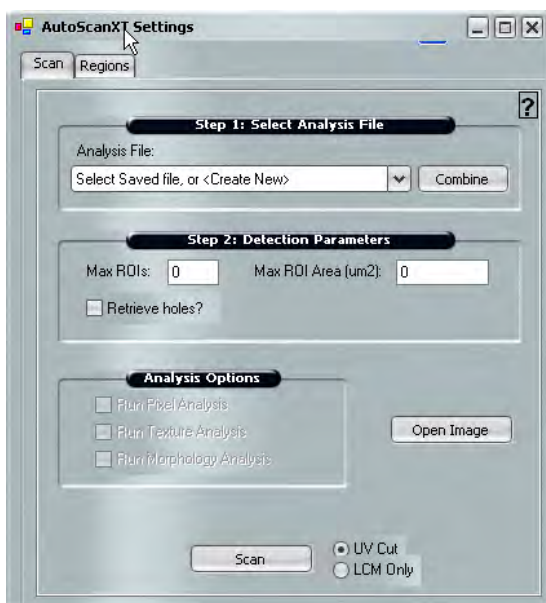 AutoScanXT Settings
Scan Regions
?
Step 1: Select Analysis File
Analysis File:
Select Saved file, or <Create New> Combine
Step 2: Detection Parameters
Max ROIs: 0 Max ROI Area (um2): 0
Retrieve holes?
Analysis Options
Run Pixel Analysis
Run Texture Analysis
Open Image
Run Morphology Analysis
UV Cut
Scan
LCM Only